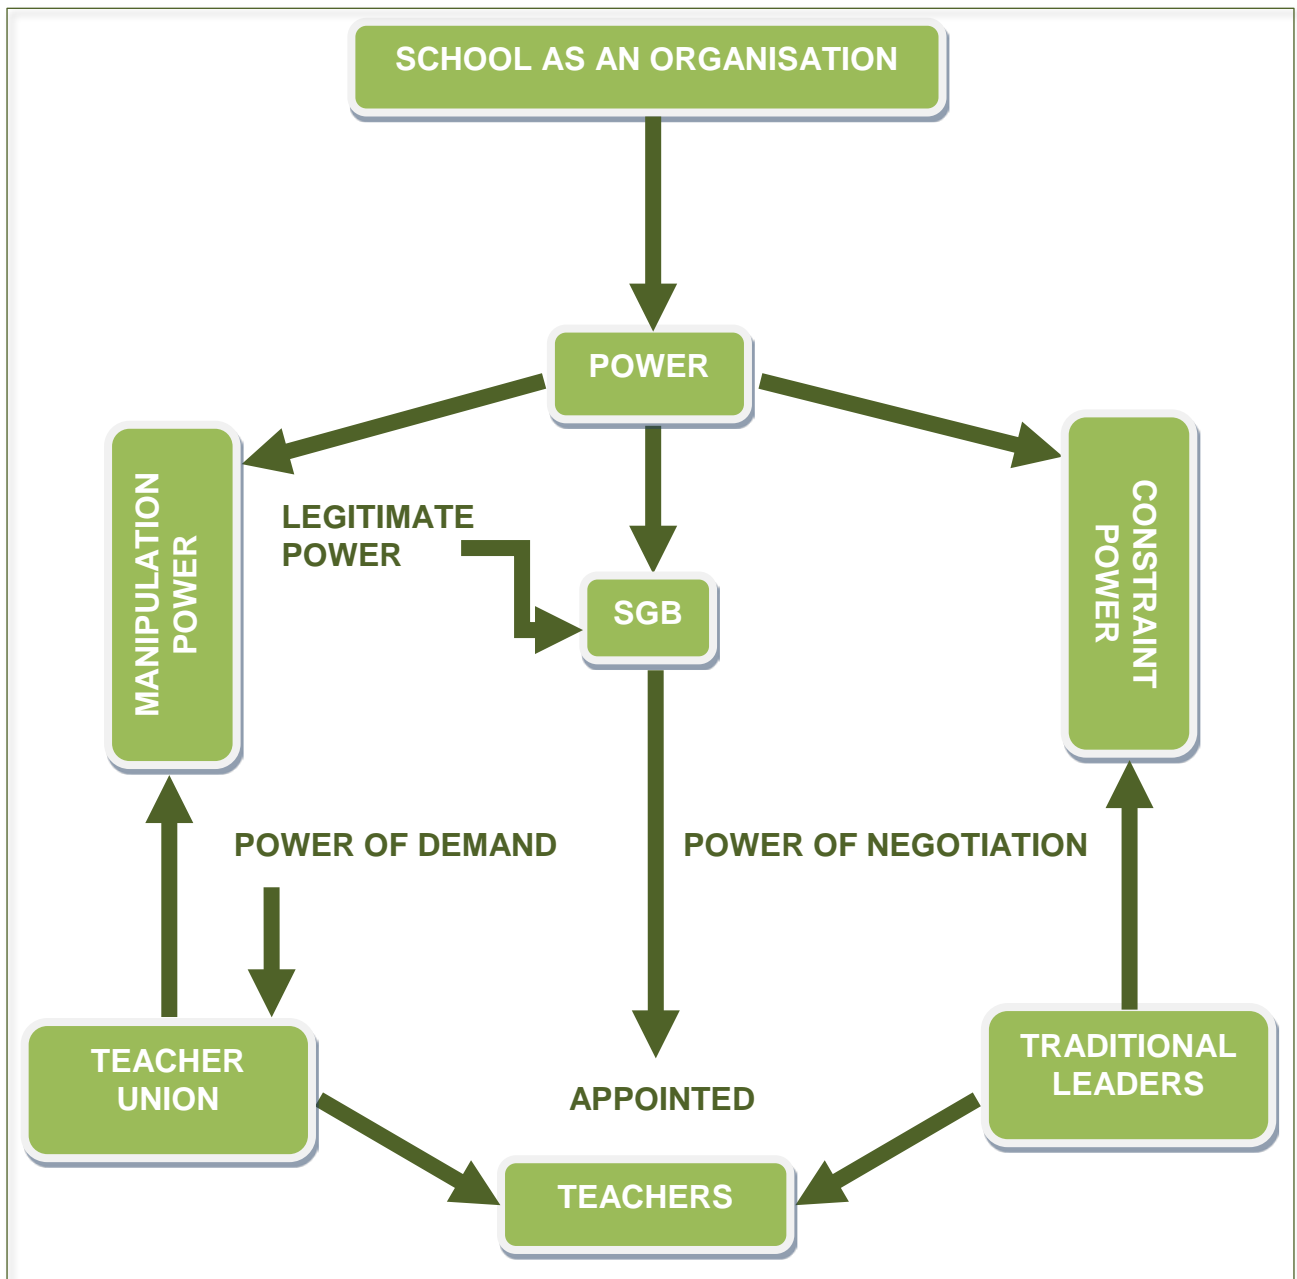 SCHOOL AS AN ORGANISATION
POWER
MANIPULATION
POWER
LEGITIMATE
POWER
SGB
CONSTRAINT
POWER
POWER OF DEMAND
POWER OF NEGOTIATION
TEACHER
UNION
TRADITIONAL
LEADERS
APPOINTED
TEACHERS